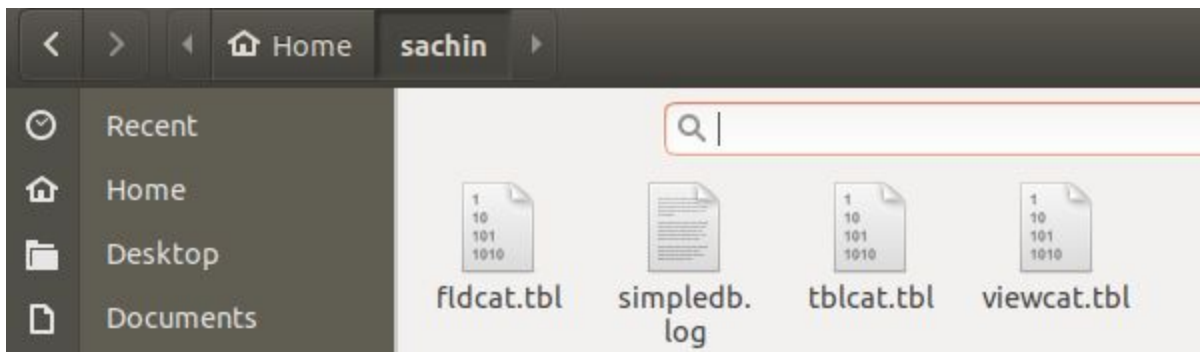 Home sachin
Recent
Home
Desktop
Documents
1
10
101
1010
fldcat.tbl
simpledb.
log
1
10
101
1010
tblcat.tbl
1
10
101
1010
viewcat.tbl